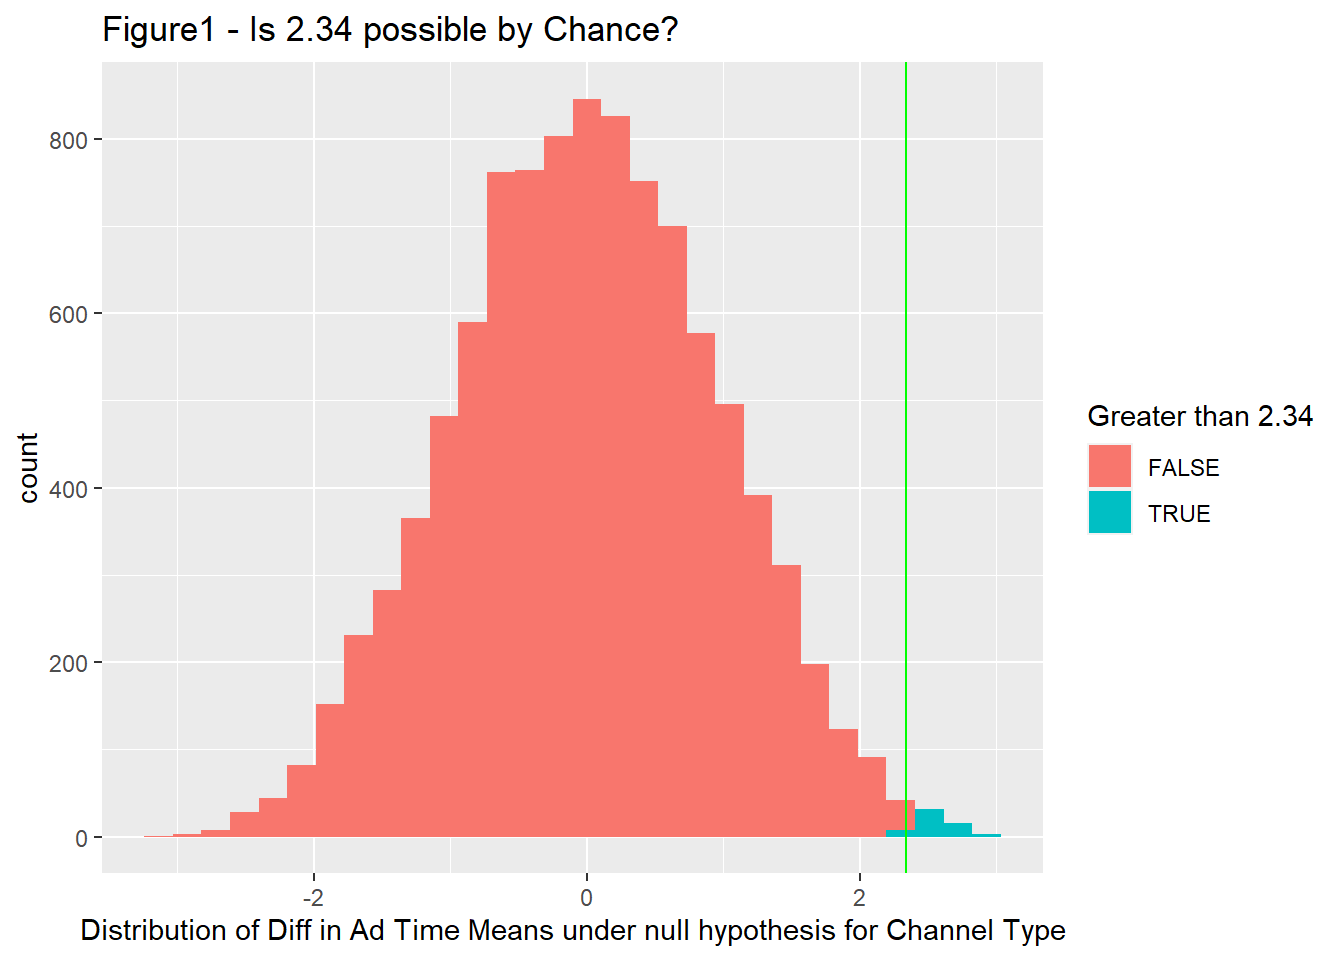 Figure1 - Is 2.34 possible by Chance?
800
600
400
200
0
count
-2
0
2
Distribution of Diff in Ad Time Means under null hypothesis for Channel Type
Greater than 2.34
FALSE
TRUE